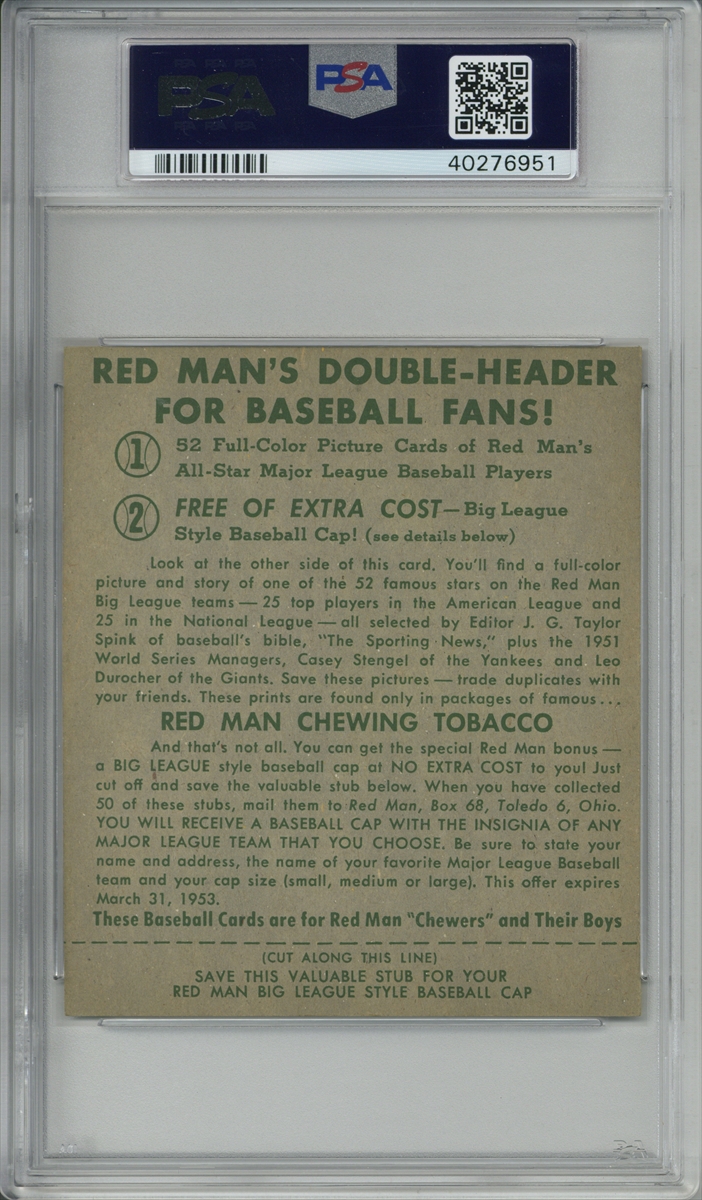 PSA PSA PSA
PSA
PSA PSA PSA
PSA
40276951
RED MAN'S DOUBLE-HEADER
FOR BASEBALL FANS!
1 52 Full-Color Picture Cards of Red Man's
All-Star Major League Baseball Players
2 FREE OF EXTRA COST—Big League
Style Baseball Cap! (see details below)
Look at the other side of this card. You'll find a full-color
picture and story of one of the 52 famous stars on the Red Man
Big League teams — 25 top players in the American League and
25 in the National League — all selected by Editor J. G. Taylor
Spink of baseball's bible, "The Sporting News," plus the 1951
World Series Managers, Casey Stengel of the Yankees and Leo
Durocher of the Giants. Save these pictures — trade duplicates with
your friends. These prints are found only in packages of famous...
RED MAN CHEWING TOBACCO
And that's not all. You can get the special Red Man bonus —
a BIG LEAGUE style baseball cap at NO EXTRA COST to you! Just
cut off and save the valuable stub below. When you have collected
50 of these stubs, mail them to Red Man, Box 68, Toledo 6, Ohio.
YOU WILL RECEIVE A BASEBALL CAP WITH THE INSIGNIA OF ANY
MAJOR LEAGUE TEAM THAT YOU CHOOSE. Be sure to state your
name and address, the name of your favorite Major League Baseball
team and your cap size (small, medium or large). This offer expires
March 31, 1953.
These Baseball Cards are for Red Man "Chewers" and Their Boys
(CUT ALONG THIS LINE)
SAVE THIS VALUABLE STUB FOR YOUR
RED MAN BIG LEAGUE STYLE BASEBALL CAP